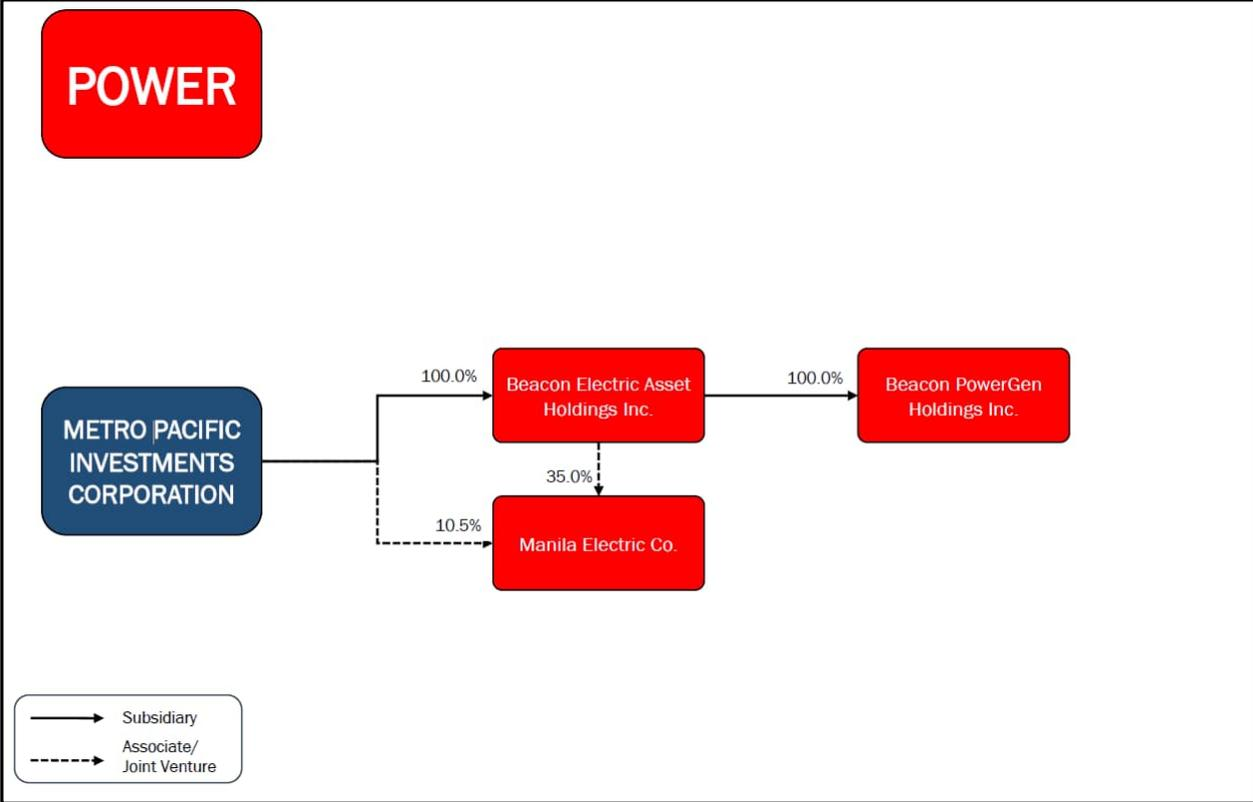 POWER
100.0%
Beacon Electric Asset
Holdings Inc.
100.0%
Beacon PowerGen
Holdings Inc.
METRO PACIFIC
INVESTMENTS
CORPORATION
35.0%
10.5%
Manila Electric Co.
Subsidiary
Associate/
Joint Venture